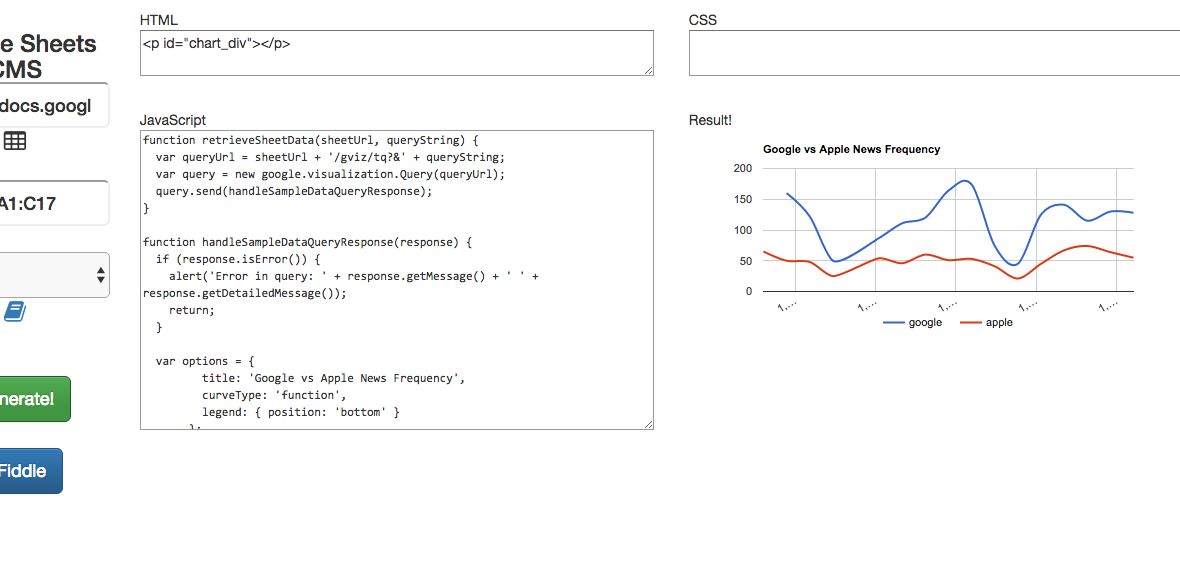 e Sheets
CMS
docs.googl
A1:C17
nerate!
Fiddle
HTML
<p id="chart_div"></p>
CSS
JavaScript
function retrieveSheetData(sheetUrl, queryString) {
var queryUrl = sheetUrl + '/gviz/tq?&' + queryString;
var query = new google.visualization.Query(queryUrl);
query.send(handleSampleDataQueryResponse);
}
function handleSampleDataQueryResponse(response) {
if (response.isError()) {
alert('Error in query: ' + response.getMessage() + ' ' +
response.getDetailedMessage());
return;
}
var options = {
title: 'Google vs Apple News Frequency',
curveType: 'function',
legend: { position: 'bottom' }
};
Result!
Google vs Apple News Frequency
200
150
100
50
0
1,... 1,... 1,... 1,... 1,...
google apple